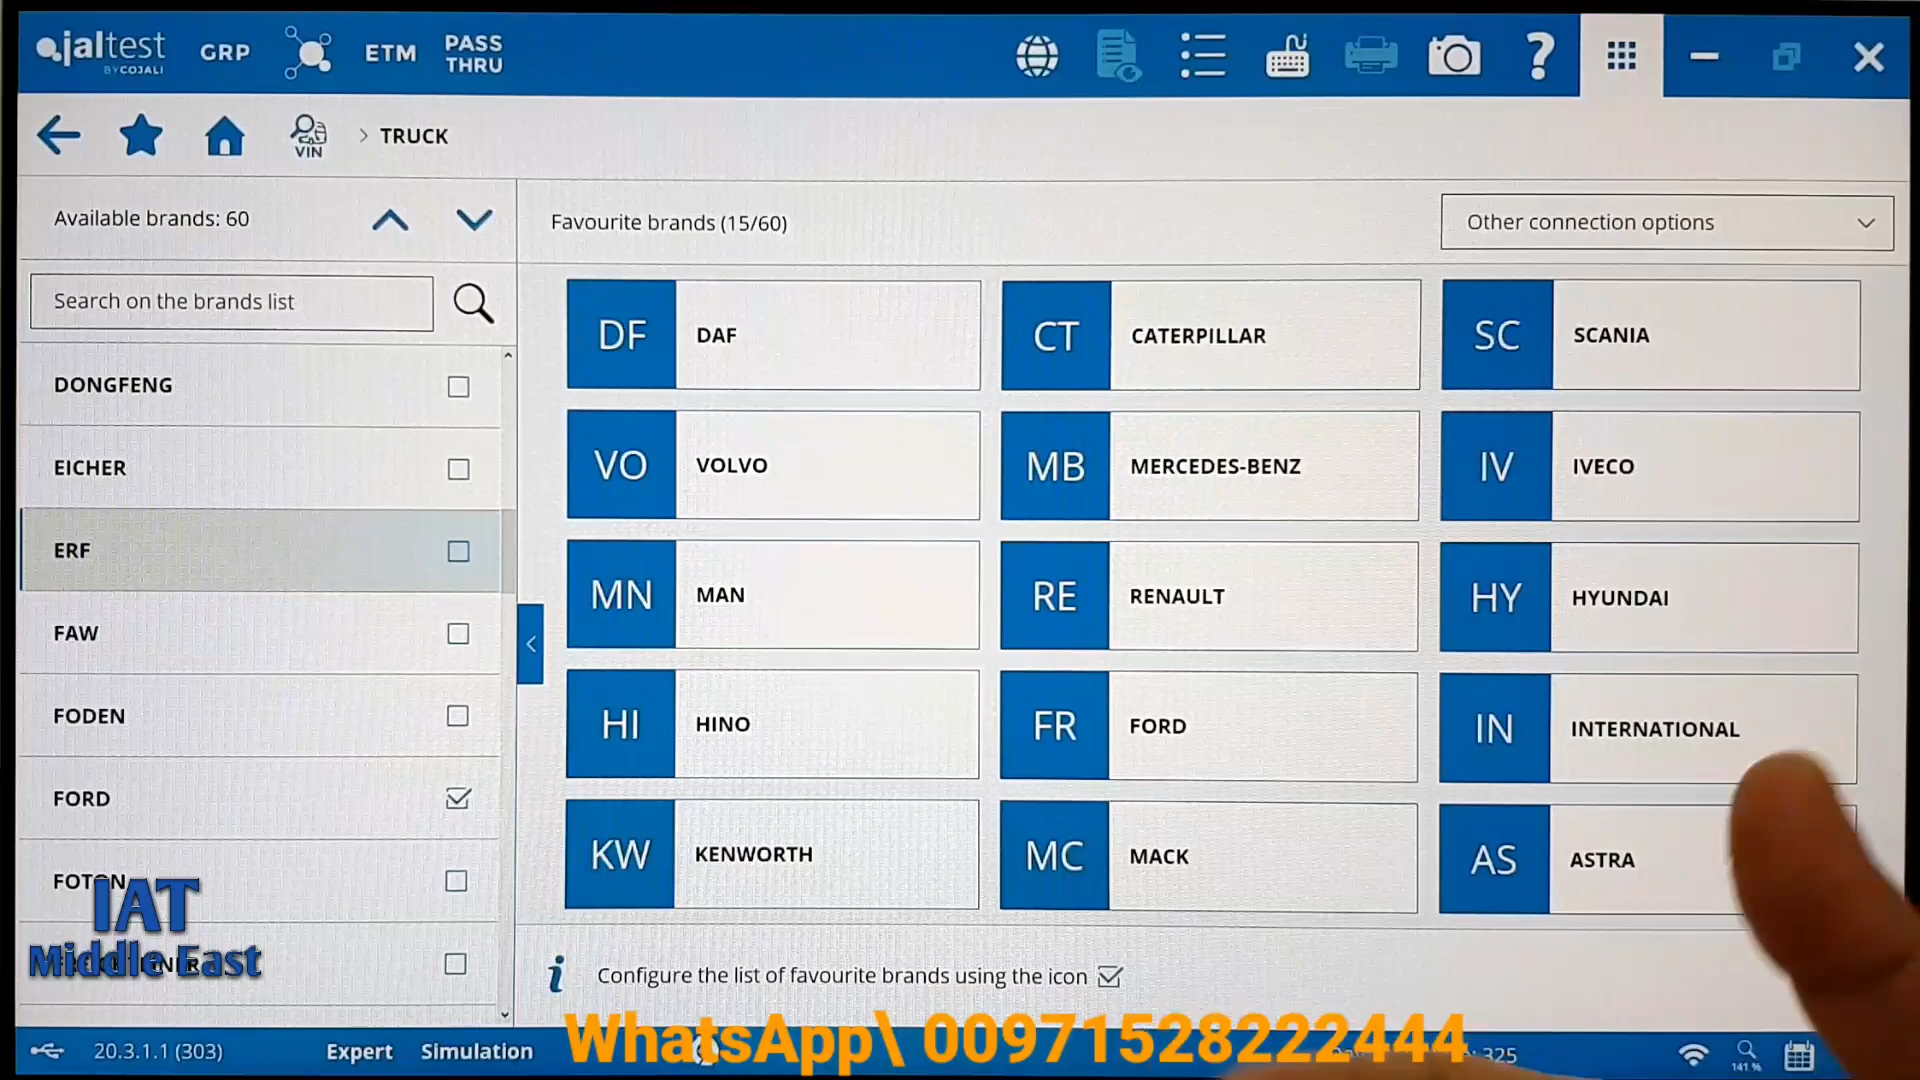 jaltest
BY COJALI
GRP
ETM
PASS
THRU
VIN
> TRUCK
Available brands: 60
Favourite brands (15/60)
Other connection options
Search on the brands list
DONGFENG
EICHER
ERF
FAW
FODEN
FORD
FOTON
DF DAF
CT CATERPILLAR
SC SCANIA
VO VOLVO
MB MERCEDES-BENZ
IV IVECO
MN MAN
RE RENAULT
HY HYUNDAI
HI HINO
FR FORD
IN INTERNATIONAL
KW KENWORTH
MC MACK
AS ASTRA
IAT
Middle East
i Configure the list of favourite brands using the icon
20.3.1.1 (303)
Expert
Simulation
WhatsApp\ 00971528222444
325
141 %